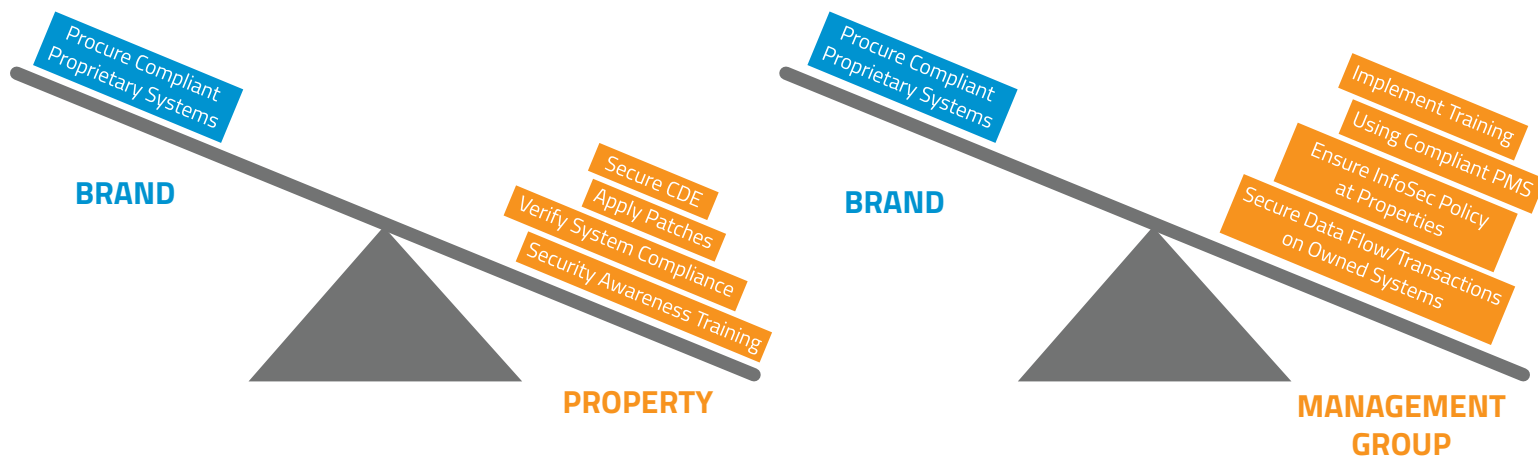 Procure Compliant
Proprietary Systems
BRAND
Secure CDE
Apply Patches
Verify System Compliance
Security Awareness Training
PROPERTY
Procure Compliant
Proprietary Systems
BRAND
Implement Training
Using Compliant PMS
Ensure InfoSec Policy
at Properties
Secure Data Flow/Transactions
on Owned Systems
MANAGEMENT
GROUP